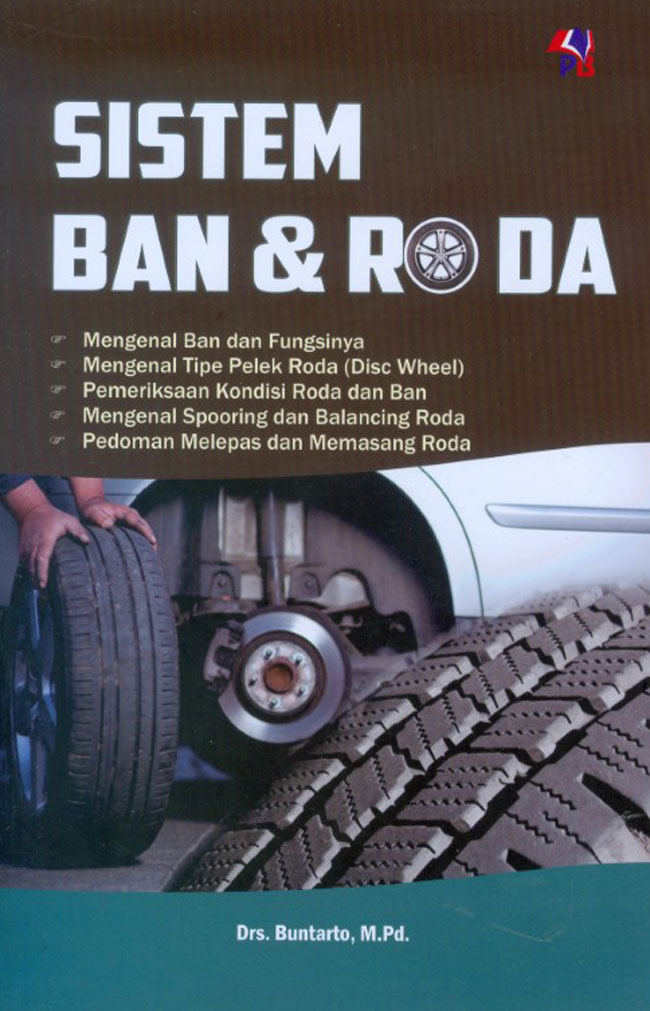 PB
SISTEM
BAN & RODA
Mengenal Ban dan Fungsinya
Mengenal Tipe Pelek Roda (Disc Wheel)
Pemeriksaan Kondisi Roda dan Ban
Mengenal Spooring dan Balancing Roda
Pedoman Melepas dan Memasang Roda
Drs. Buntarto, M.Pd.